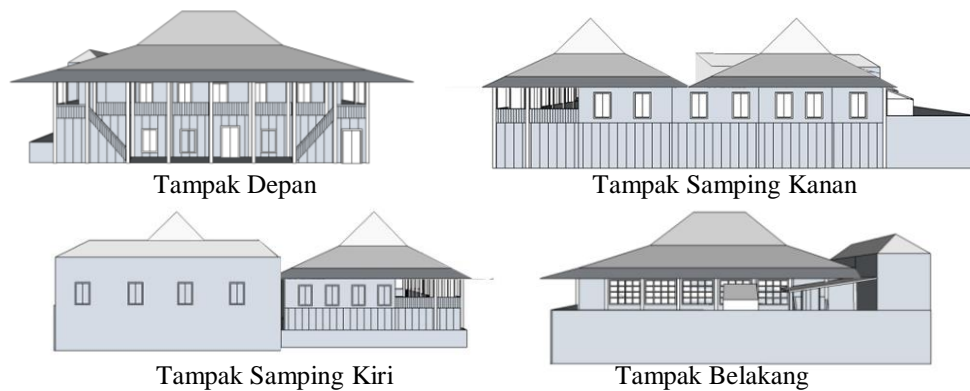 Tampak Depan
Tampak Samping Kanan
Tampak Samping Kiri
Tampak Belakang